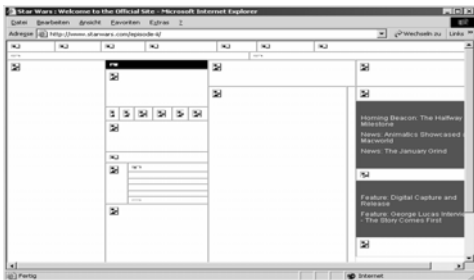 Star Wars : Welcome to the Official Site - Microsoft Internet Explorer
Datei Bearbeiten Ansicht Favoriten Extras ?
Adresse http://www.starwars.com/episode-ii/ Wechseln zu Links
Homing Beacon: The Halfway
Milestone
News: Animatics Showcased
Macworld
News: The January Grind
Feature: Digital Capture and
Release
Feature: George Lucas
- The Story Comes First
Fertig Internet